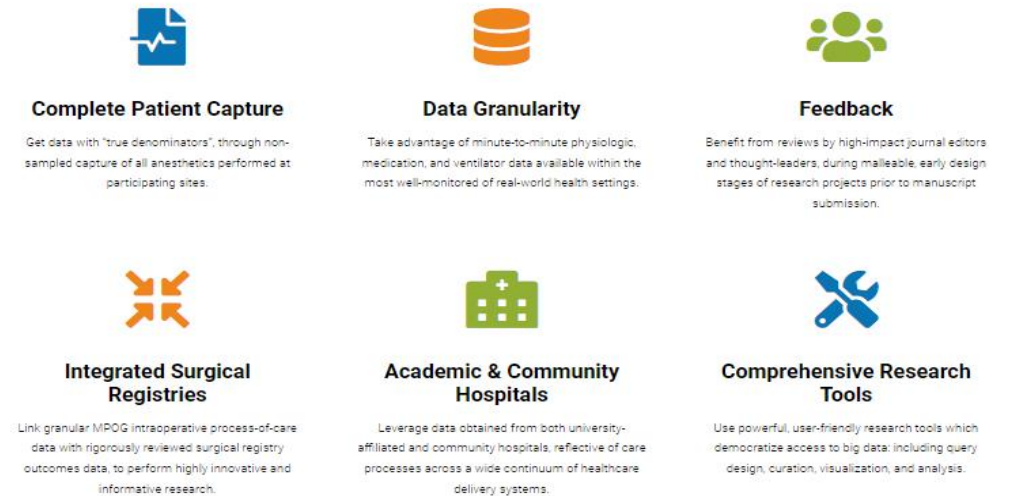 Complete Patient Capture
Get data with "true denominators", through non-
sampled capture of all anesthetics performed at
participating sites.
Data Granularity
Take advantage of minute-to-minute physiologic,
medication, and ventilator data available within the
most well-monitored of real-world health settings.
Feedback
Benefit from reviews by high-impact journal editors
and thought-leaders, during malleable, early design
stages of research projects prior to manuscript
submission.
Integrated Surgical
Registries
Link granular MPOG intraoperative process-of-care
data with rigorously reviewed surgical registry
outcomes data, to perform highly innovative and
informative research.
Academic & Community
Hospitals
Leverage data obtained from both university-
affiliated and community hospitals, reflective of care
processes across a wide continuum of healthcare
delivery systems.
Comprehensive Research
Tools
Use powerful, user-friendly research tools which
democratize access to big data: including query
design, curation, visualization, and analysis.